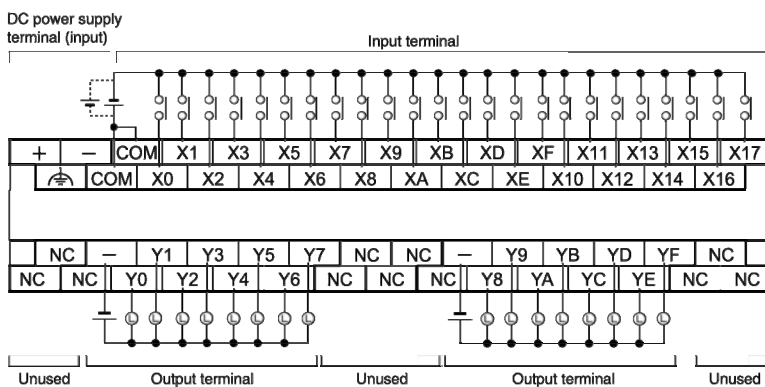 DC power supply
terminal (input)
Input terminal
+ − COM X1 X3 X5 X7 X9 XB XD XF X11 X13 X15 X17
COM X0 X2 X4 X6 X8 XA XC XE X10 X12 X14 X16
NC − Y1 Y3 Y5 Y7 NC NC − Y9 YB YD YF NC
NC NC Y0 Y2 Y4 Y6 NC NC NC Y8 YA YC YE NC NC
L L L L L L L L L L L L L L L L
Unused Output terminal Unused Output terminal Unused